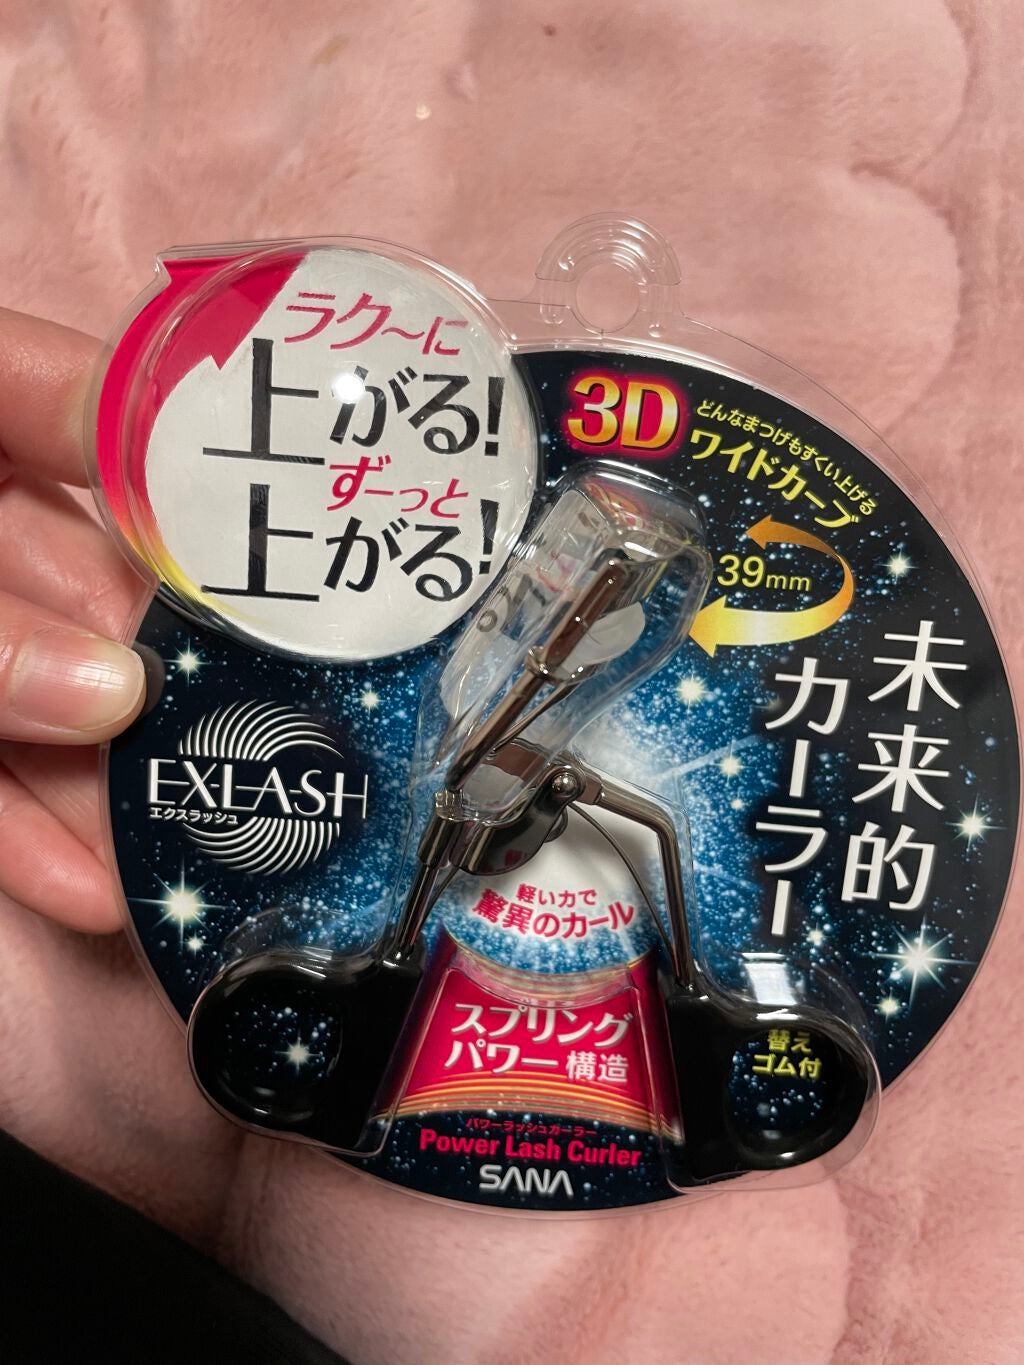 ラク～に
上がる!
ずーっと
上がる!
3D
どんなまつげもすくい上げる
ワイドカーブ
39mm
未来的
カーラー
EXLASH
エクスラッシュ
軽い力で
驚異のカール
スプリング
パワー構造
替え
ゴム付
パワーラッシュカーラー
Power Lash Curler
SANA